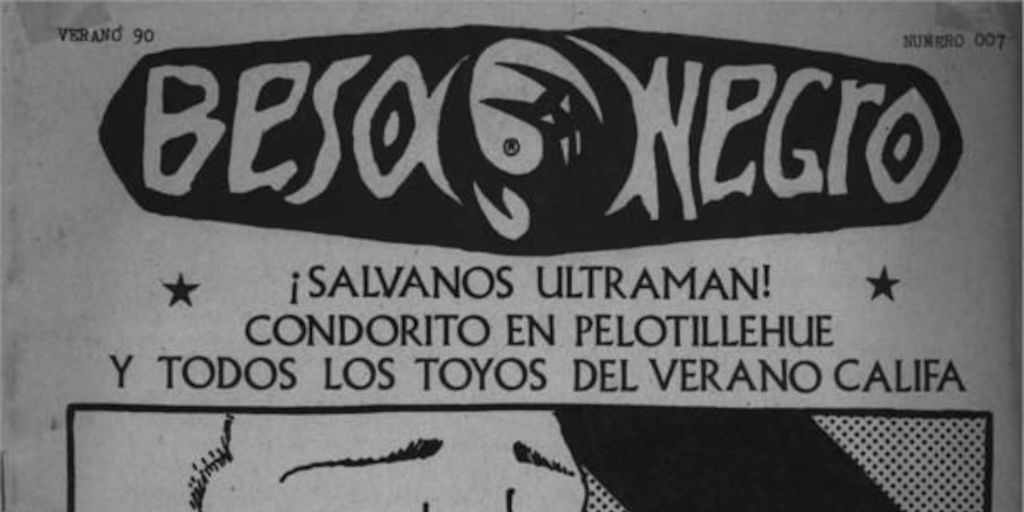 VERANO 90
NUMERO 007
BESO NEGRO
®
¡SALVANOS ULTRAMAN!
CONDORITO EN PELOTILLEHUE
Y TODOS LOS TOYOS DEL VERANO CALIFA